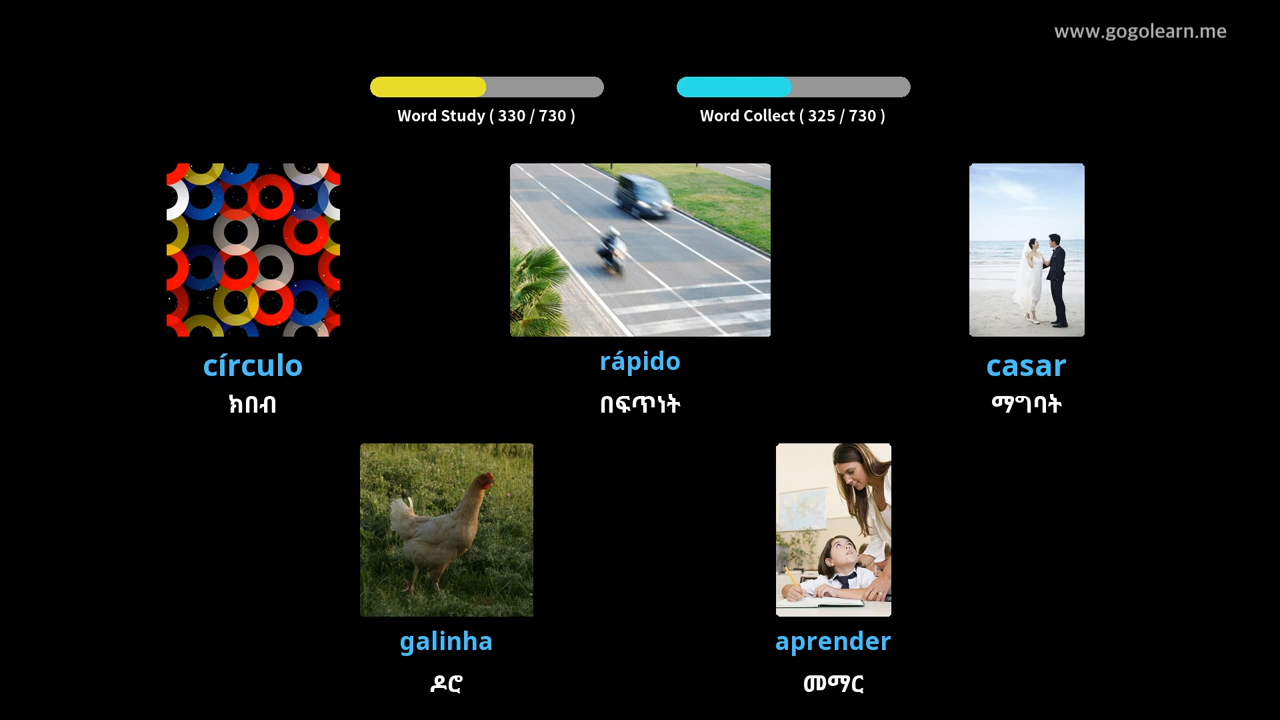 www.gogolearn.me
Word Study ( 330 / 730 )
Word Collect ( 325 / 730 )
círculo
ክበብ
rápido
በፍጥነት
casar
ማግባት
galinha
ዶሮ
aprender
መማር